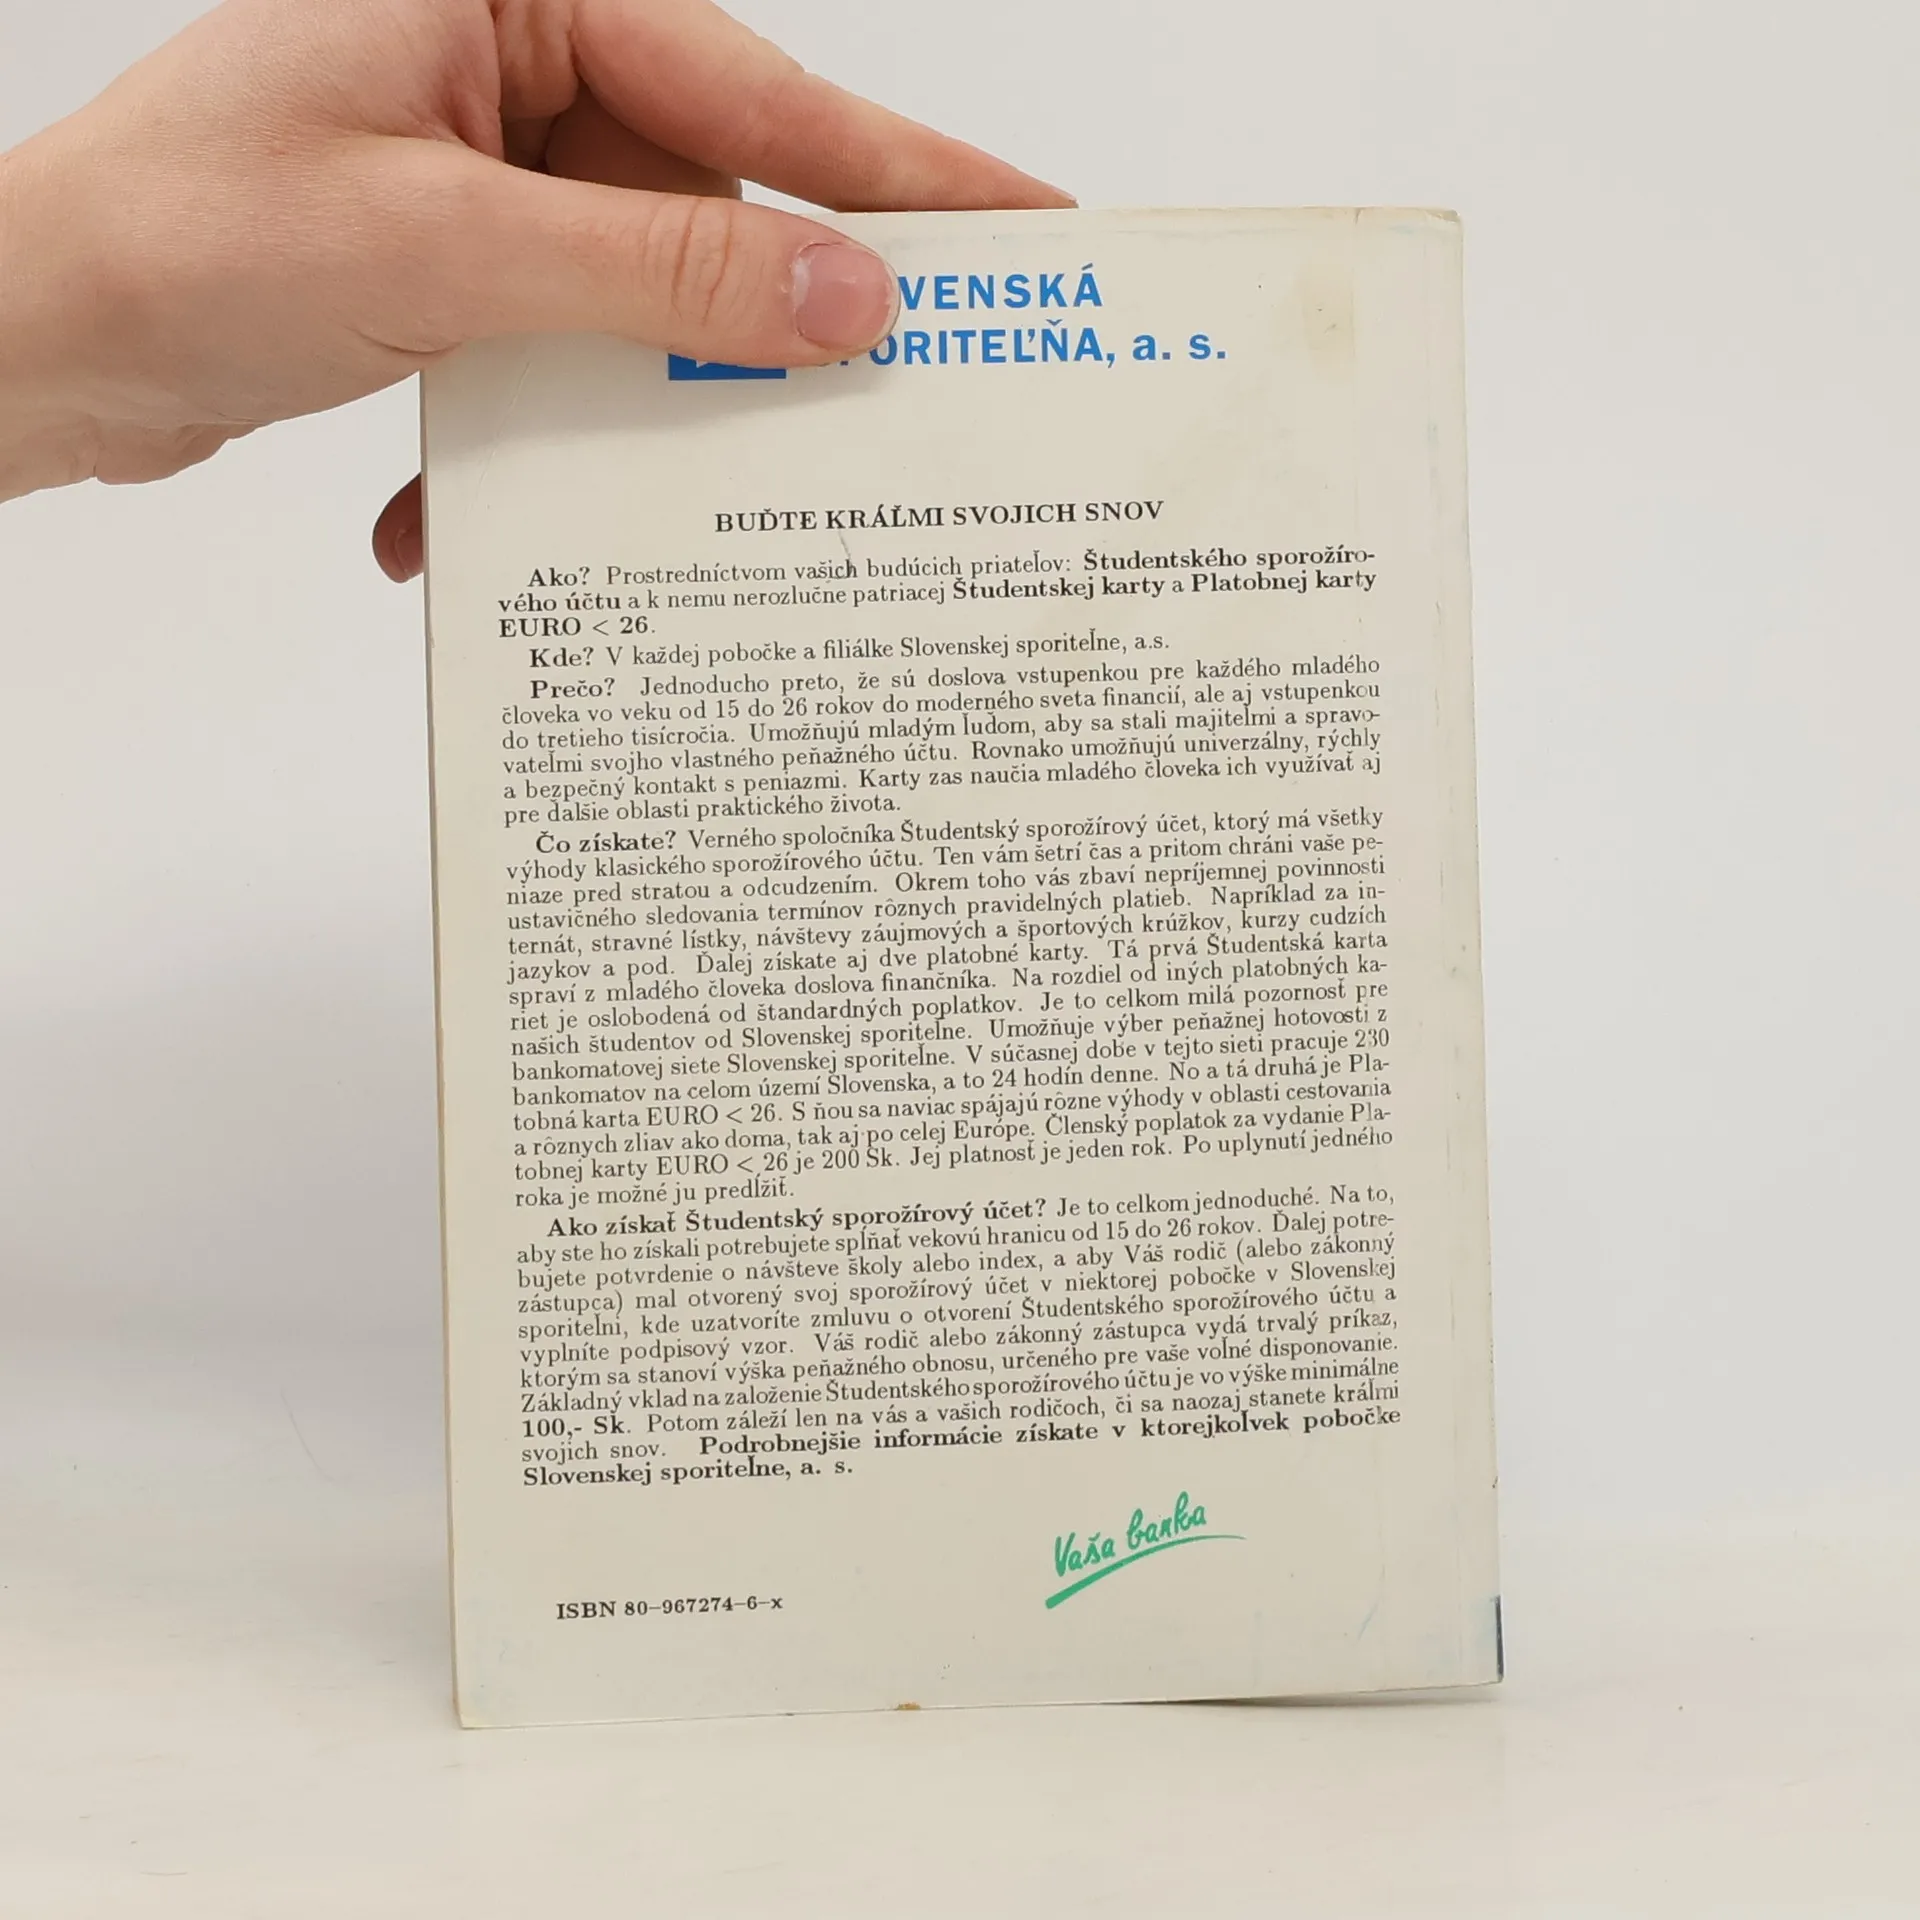 VENSKÁ
ORITEĽŇA, a. s.
BUĎTE KRÁĽMI SVOJICH SNOV
Ako? Prostredníctvom vašich budúcich priateľov: Študentského sporožíro-
vého účtu a k nemu nerozlučne patriacej Študentskej karty a Platobnej karty
EURO < 26.
Kde? V každej pobočke a filiálke Slovenskej sporiteľne, a.s.
Prečo? Jednoducho preto, že sú doslova vstupenkou pre každého mladého
človeka vo veku od 15 do 26 rokov do moderného sveta financií, ale aj vstupenkou
do tretieho tisícročia. Umožňujú mladým ľuďom, aby sa stali majiteľmi a spravo-
vateľmi svojho vlastného peňažného účtu. Rovnako umožňujú univerzálny, rýchly
a bezpečný kontakt s peniazmi. Karty zas naučia mladého človeka ich využívať aj
pre ďalšie oblasti praktického života.
Čo získate? Verného spoločníka Študentský sporožírový účet, ktorý má všetky
výhody klasického sporožírového účtu. Ten vám šetrí čas a pritom chráni vaše pe-
niaze pred stratou a odcudzením. Okrem toho vás zbaví nepríjemnej povinnosti
ustavičného sledovania termínov rôznych pravidelných platieb. Napríklad za in-
ternát, stravné lístky, návštevy záujmových a športových krúžkov, kurzy cudzích
jazykov a pod. Ďalej získate aj dve platobné karty. Tá prvá Študentská karta
spraví z mladého človeka doslova finančníka. Na rozdiel od iných platobných ka-
riet je oslobodená od štandardných poplatkov. Je to celkom milá pozornosť pre
našich študentov od Slovenskej sporiteľne. Umožňuje výber peňažnej hotovosti z
bankomatovej siete Slovenskej sporiteľne. V súčasnej dobe v tejto sieti pracuje 230
bankomatov na celom území Slovenska, a to 24 hodín denne. No a tá druhá je Pla-
tobná karta EURO < 26. S ňou sa naviac spájajú rôzne výhody v oblasti cestovania
a rôznych zliav ako doma, tak aj po celej Európe. Členský poplatok za vydanie Pla-
tobnej karty EURO < 26 je 200 Sk. Jej platnosť je jeden rok. Po uplynutí jedného
roka je možné ju predĺžiť.
Ako získať Študentský sporožírový účet? Je to celkom jednoduché. Na to,
aby ste ho získali potrebujete spĺňať vekovú hranicu od 15 do 26 rokov. Ďalej potre-
bujete potvrdenie o návšteve školy alebo index, a aby Váš rodič (alebo zákonný
zástupca) mal otvorený svoj sporožírový účet v niektorej pobočke v Slovenskej
sporiteľni, kde uzatvoríte zmluvu o otvorení Študentského sporožírového účtu a
vyplníte podpisový vzor. Váš rodič alebo zákonný zástupca vydá trvalý príkaz,
ktorým sa stanoví výška peňažného obnosu, určeného pre vaše voľné disponovanie.
Základný vklad na založenie Študentského sporožírového účtu je vo výške minimálne
100,- Sk. Potom záleží len na vás a vašich rodičoch, či sa naozaj stanete kráľmi
svojich snov. Podrobnejšie informácie získate v ktorejkoľvek pobočke
Slovenskej sporiteľne, a. s.
Vaša banka
ISBN 80–967274–6–x